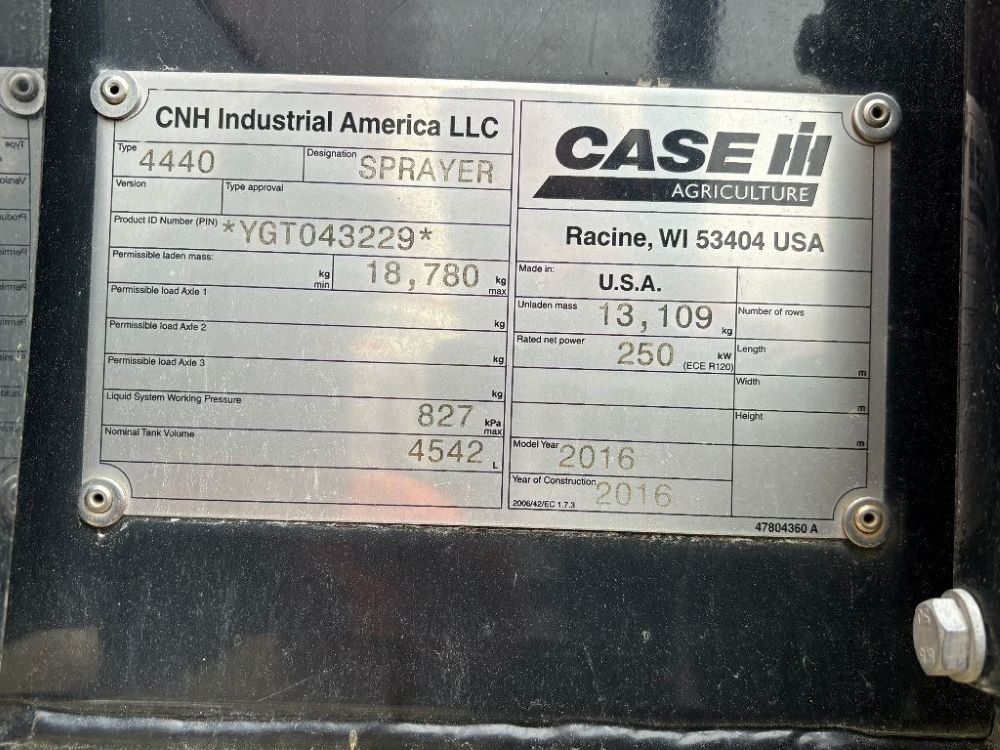 CNH Industrial America LLC
Type 4440
Designation SPRAYER
Version
Type approval
Product ID Number (PIN) *YGT043229*
Permissible laden mass:
kg min
18,780 kg max
Permissible load Axle 1
kg
Permissible load Axle 2
kg
Permissible load Axle 3
kg
Liquid System Working Pressure
827 kPa max
Nominal Tank Volume
4542 L
CASE IH
AGRICULTURE
Racine, WI 53404 USA
Made in:
U.S.A.
Unladen mass 13,109 kg
Number of rows
Rated net power 250 kW (ECE R120)
Length
m
Width
m
Height
m
Model Year 2016
Year of Construction 2016
2006/42/EC 1.7.3
47804360 A